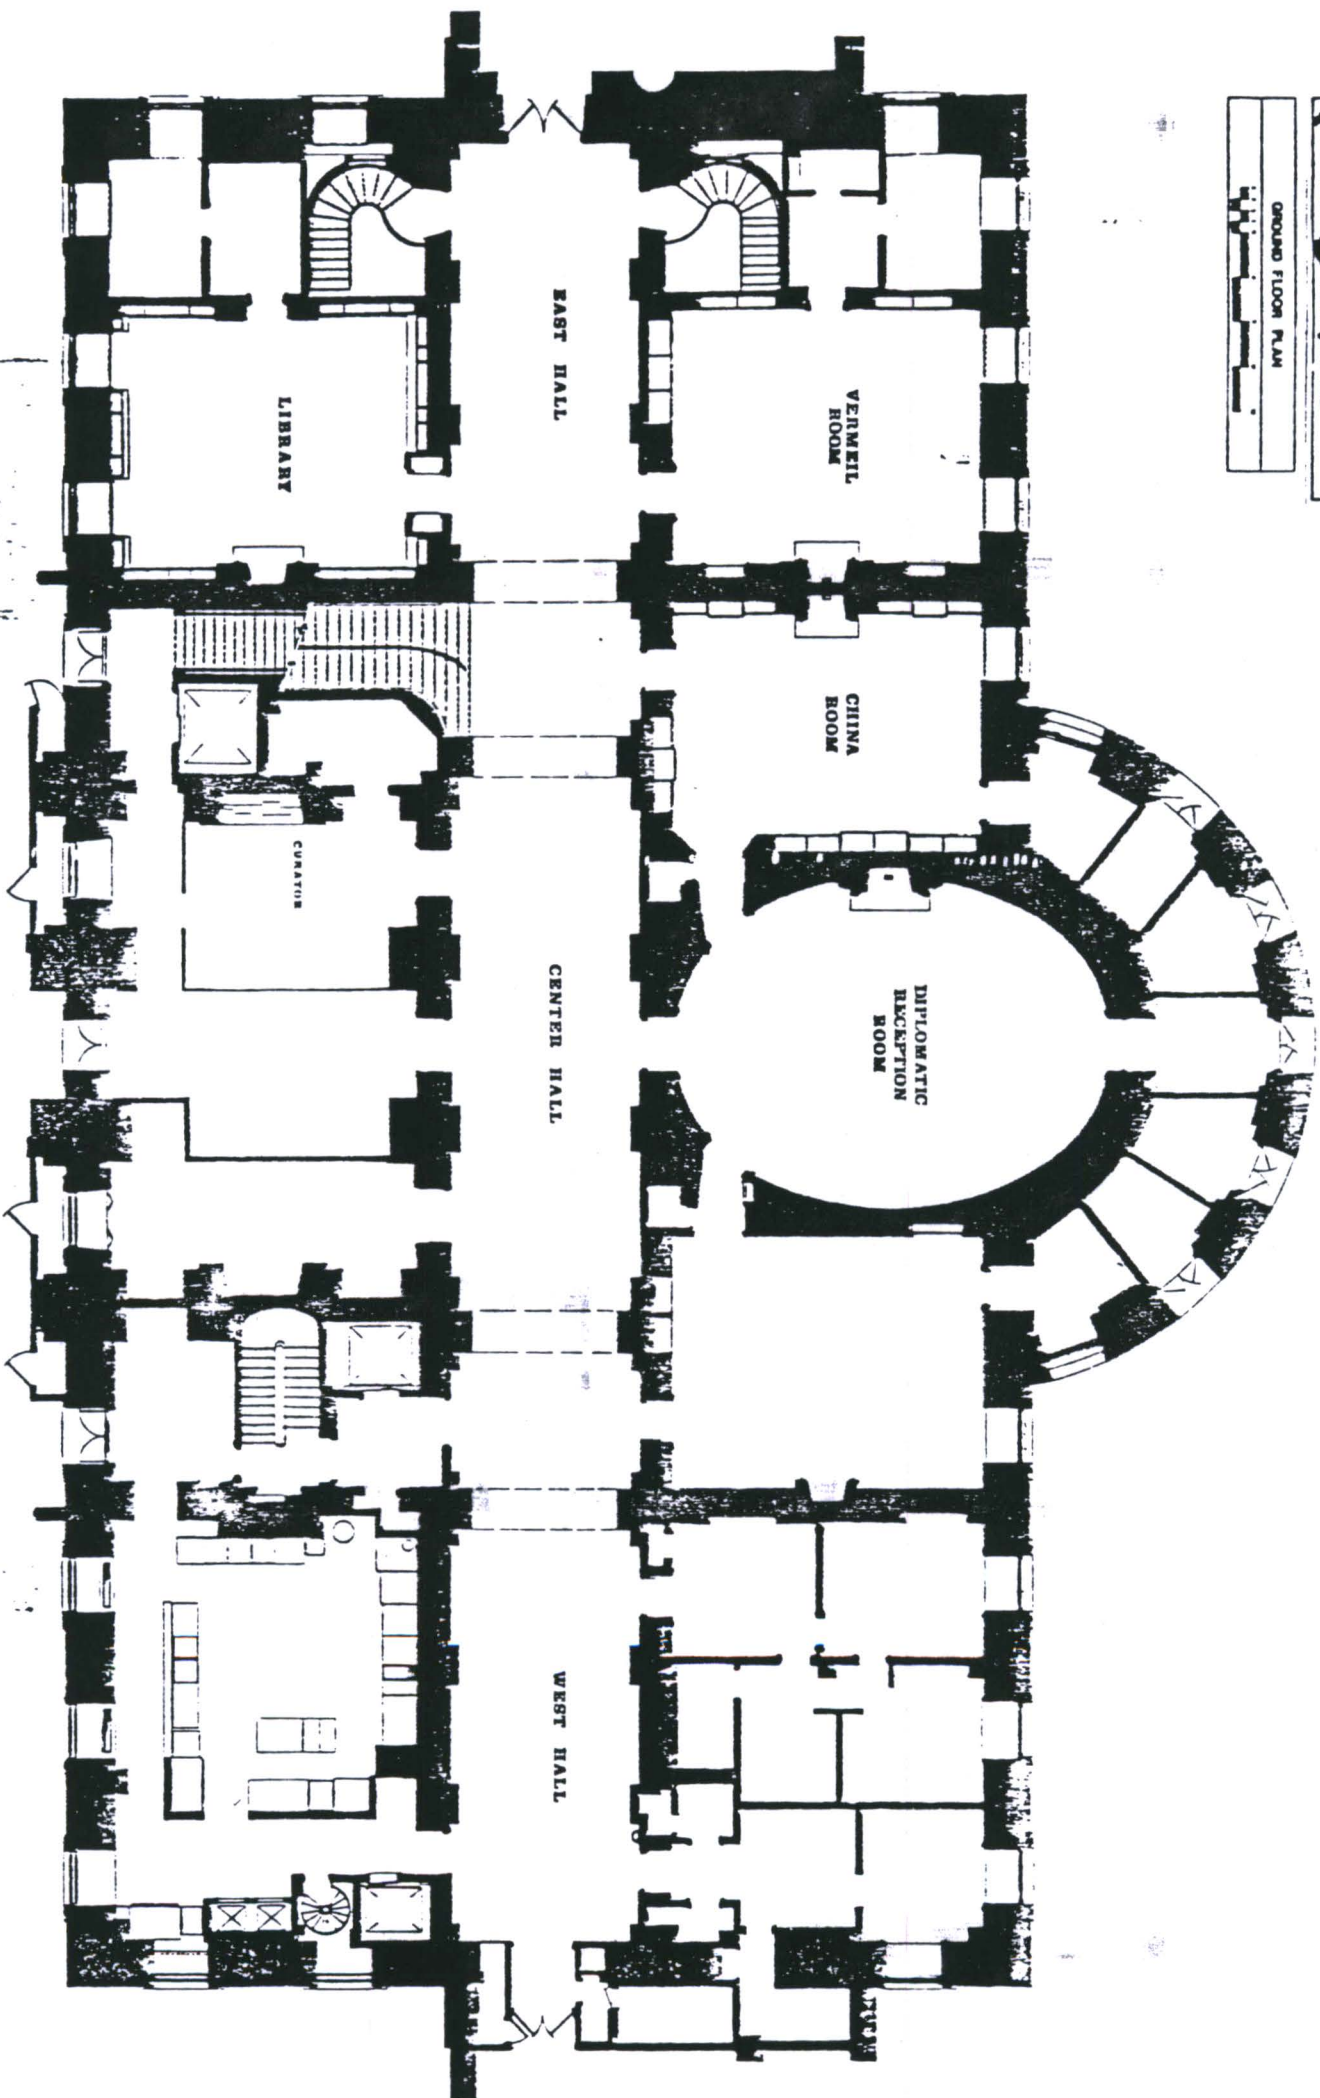 GROUND FLOOR PLAN
EAST HALL
LIBRARY
VERMEIL
ROOM
CHINA
ROOM
CURATOR
CENTER HALL
DIPLOMATIC
RECEPTION
ROOM
WEST HALL